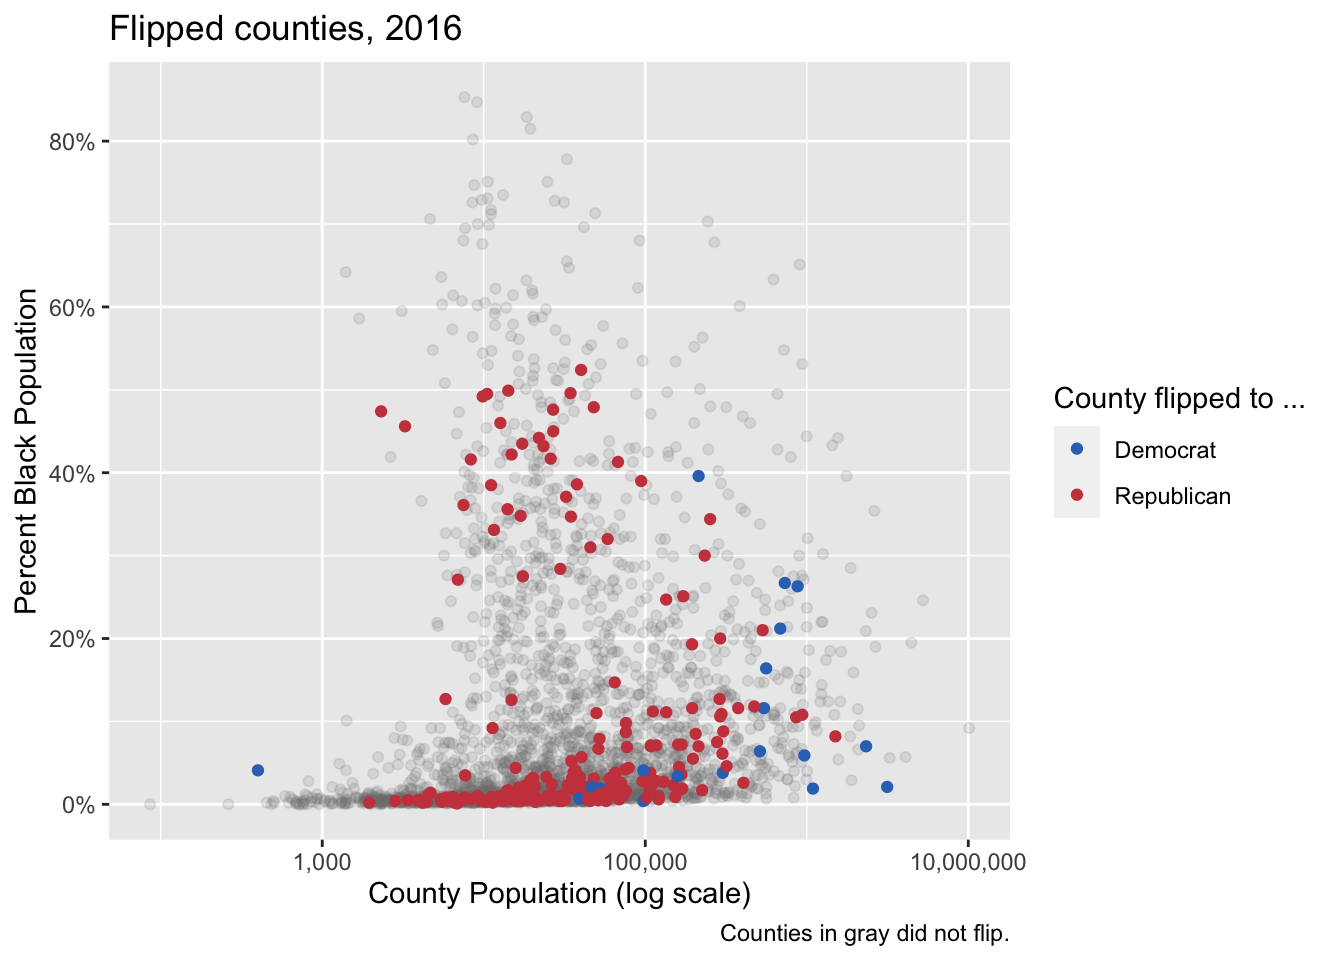 Flipped counties, 2016
80%
60%
40%
20%
0%
Percent Black Population
1,000
100,000
10,000,000
County Population (log scale)
County flipped to ...
Democrat
Republican
Counties in gray did not flip.